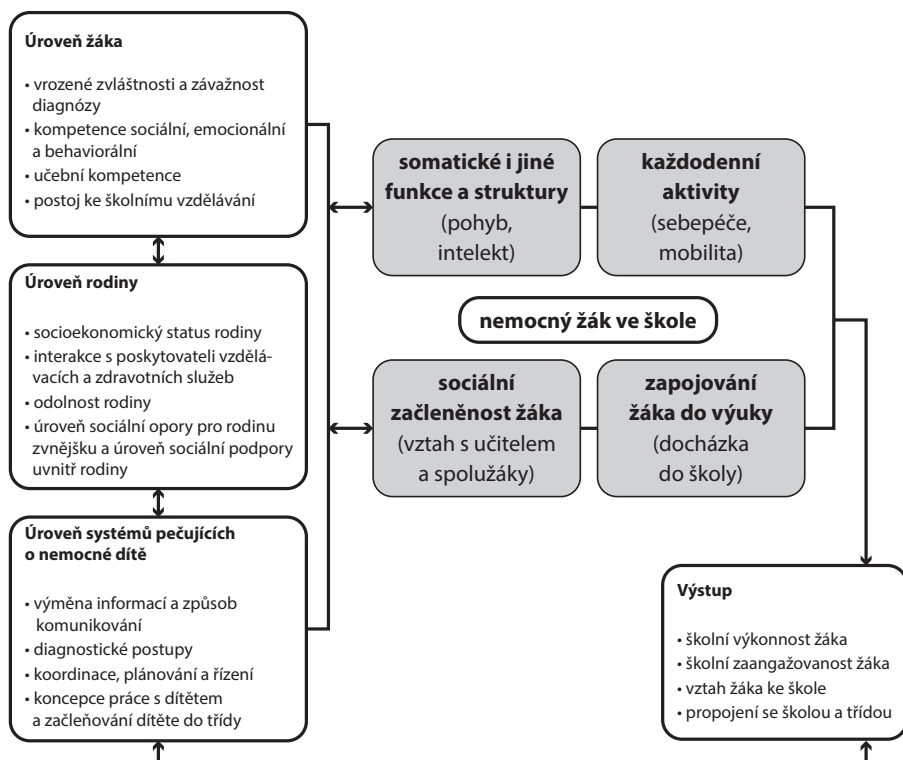 Úroveň žáka
• vrozené zvláštnosti a závažnost
diagnózy
• kompetence sociální, emocionální
a behaviorální
• učební kompetence
• postoj ke školnímu vzdělávání
Úroveň rodiny
• socioekonomický status rodiny
• interakce s poskytovateli vzdělá-
vacích a zdravotních služeb
• odolnost rodiny
• úroveň sociální opory pro rodinu
zvnějšku a úroveň sociální podpory
uvnitř rodiny
Úroveň systémů pečujících
o nemocné dítě
• výměna informací a způsob
komunikování
• diagnostické postupy
• koordinace, plánování a řízení
• koncepce práce s dítětem
a začleňování dítěte do třídy
somatické i jiné
funkce a struktury
(pohyb,
intelekt)
každodenní
aktivity
(sebepéče,
mobilita)
nemocný žák ve škole
sociální
začleněnost žáka
(vztah s učitelem
a spolužáky)
zapojování
žáka do výuky
(docházka
do školy)
Výstup
• školní výkonnost žáka
• školní zaangažovanost žáka
• vztah žáka ke škole
• propojení se školou a třídou